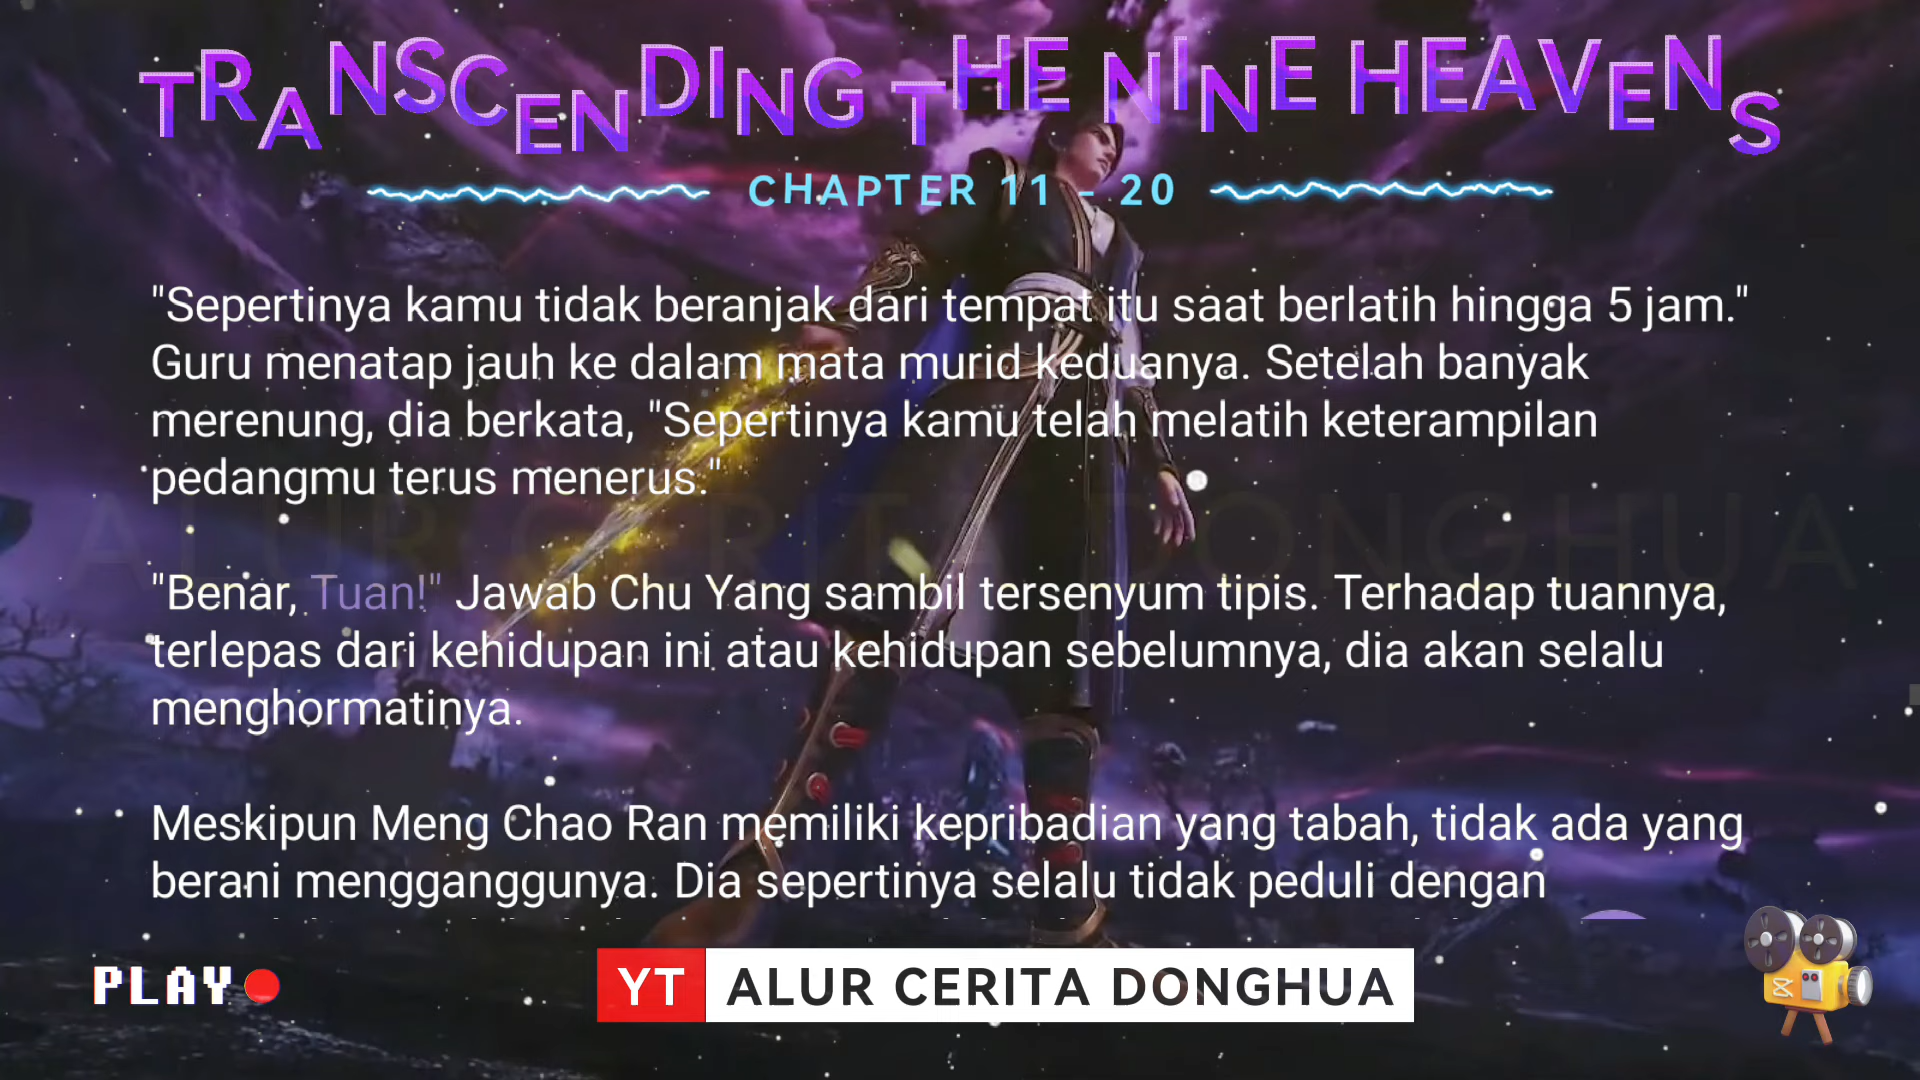 TRANSCENDING THE NINE HEAVENS
CHAPTER 11 - 20
"Sepertinya kamu tidak beranjak dari tempat itu saat berlatih hingga 5 jam."
Guru menatap jauh ke dalam mata murid keduanya. Setelah banyak
merenung, dia berkata, "Sepertinya kamu telah melatih keterampilan
pedangmu terus menerus."
ALUR CERITA DONGHUA
"Benar, Tuan!" Jawab Chu Yang sambil tersenyum tipis. Terhadap tuannya,
terlepas dari kehidupan ini atau kehidupan sebelumnya, dia akan selalu
menghormatinya.
Meskipun Meng Chao Ran memiliki kepribadian yang tabah, tidak ada yang
berani mengganggunya. Dia sepertinya selalu tidak peduli dengan
PLAY
YT ALUR CERITA DONGHUA